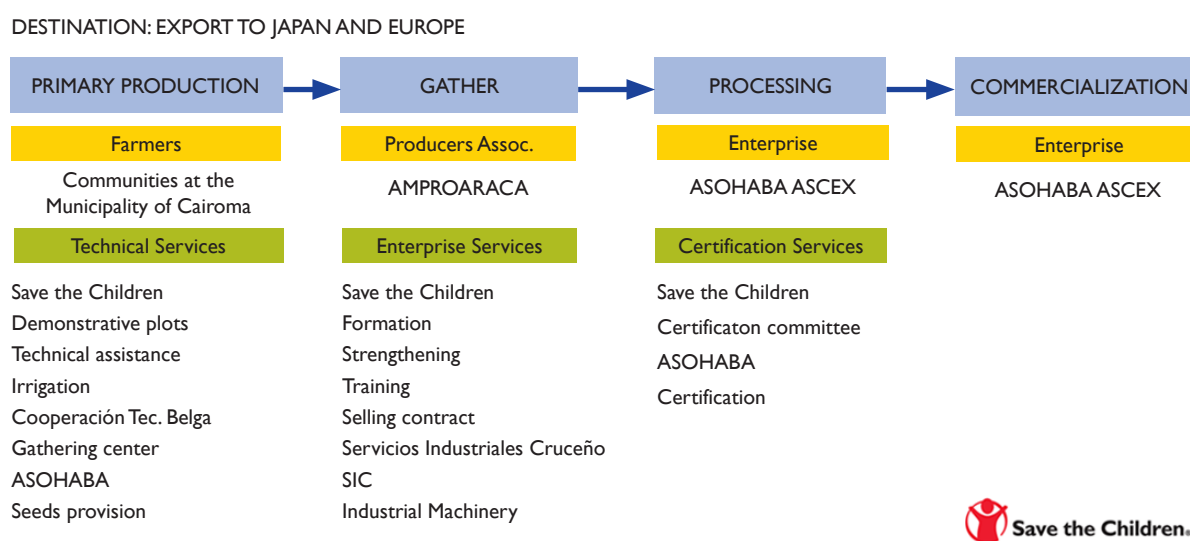 DESTINATION: EXPORT TO JAPAN AND EUROPE
PRIMARY PRODUCTION
GATHER
PROCESSING
COMMERCIALIZATION
Farmers
Producers Assoc.
Enterprise
Enterprise
Communities at the
Municipality of Cairoma
AMPROARACA
ASOHABA ASCEX
ASOHABA ASCEX
Technical Services
Enterprise Services
Certification Services
Save the Children
Demonstrative plots
Technical assistance
Irrigation
Cooperación Tec. Belga
Gathering center
ASOHABA
Seeds provision
Save the Children
Formation
Strengthening
Training
Selling contract
Servicios Industriales Cruceño
SIC
Industrial Machinery
Save the Children
Certificaton committee
ASOHABA
Certification
Save the Children®